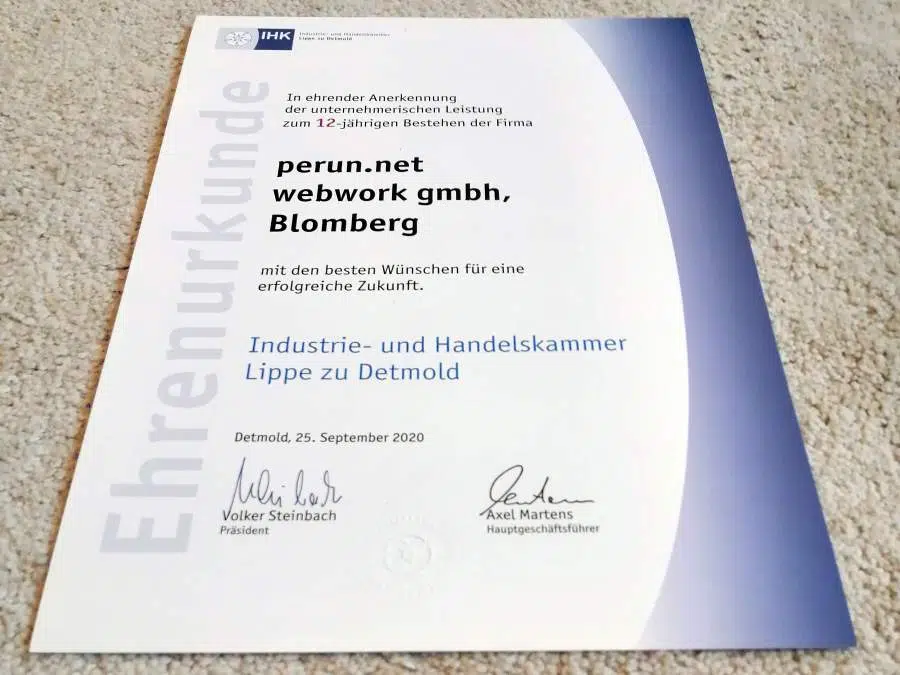 IHK
Industrie- und Handelskammer
Lippe zu Detmold
Ehrenurkunde
In ehrender Anerkennung
der unternehmerischen Leistung
zum 12-jährigen Bestehen der Firma
perun.net
webwork gmbh,
Blomberg
mit den besten Wünschen für eine
erfolgreiche Zukunft.
Industrie- und Handelskammer
Lippe zu Detmold
Detmold, 25. September 2020
Volker Steinbach
Präsident
Axel Martens
Hauptgeschäftsführer